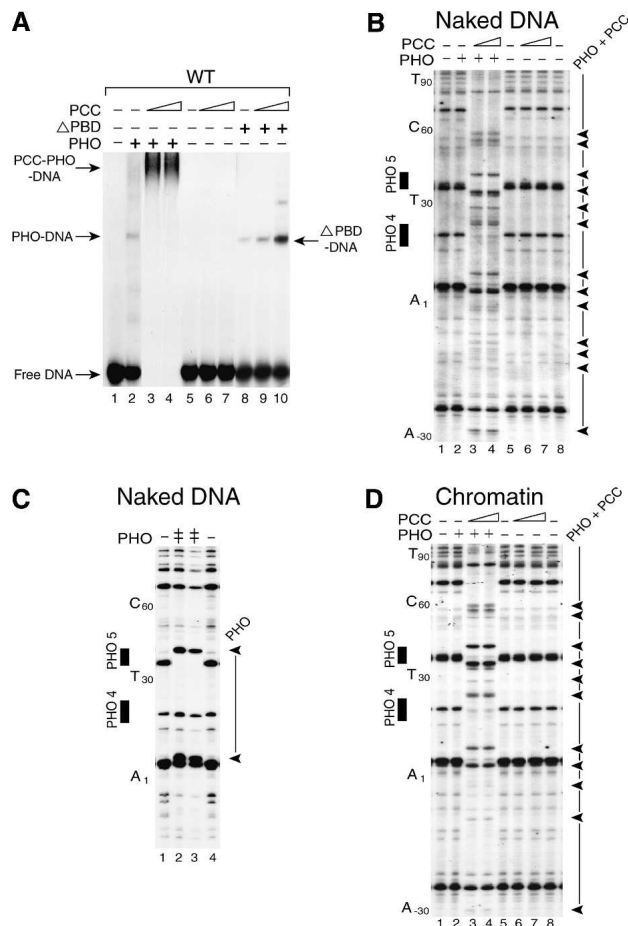 A
WT
PCC – – – – –
△PBD – – – – – – – + + +
PHO – + + + – – – – – –
PCC-PHO
-DNA
PHO-DNA
△PBD
-DNA
Free DNA
1 2 3 4 5 6 7 8 9 10
B Naked DNA
PCC – – – –
PHO – + + + – – – –
PHO + PCC
T90
C60
PHO 5
T30
PHO 4
A1
A-30
1 2 3 4 5 6 7 8
C Naked DNA
PHO – ‡ ‡ –
PHO
C60
PHO 5
T30
PHO 4
A1
1 2 3 4
D Chromatin
PCC – – – –
PHO – + + + – – – –
PHO + PCC
T90
C60
PHO 5
T30
PHO 4
A1
A-30
1 2 3 4 5 6 7 8